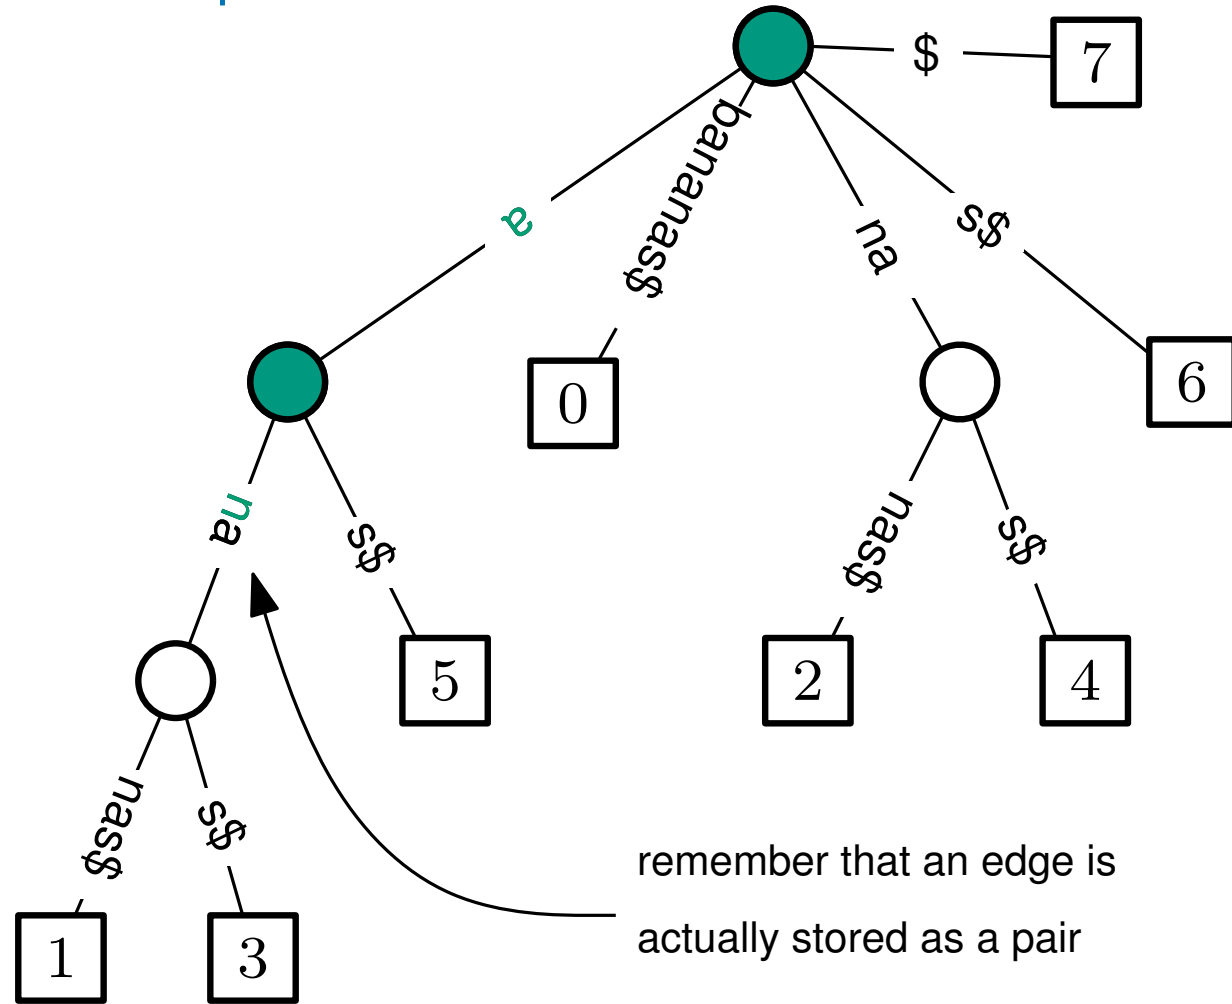 $
7
a
bananas$
na
s$
0
6
na
s$
nas$
s$
5
2
4
nas$
s$
1
3
remember that an edge is
actually stored as a pair